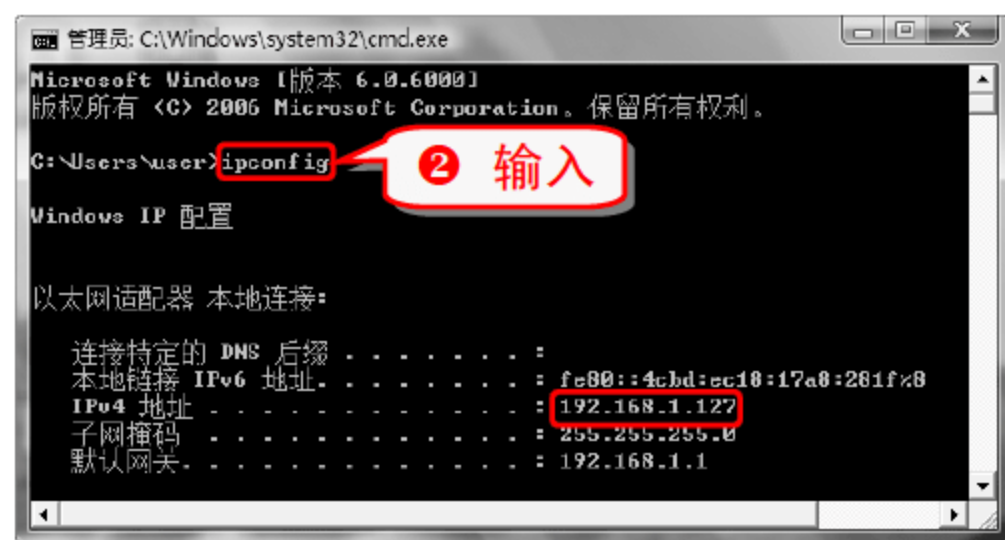 管理员: C:\Windows\system32\cmd.exe
Microsoft Windows [版本 6.0.6000]
版权所有 (C) 2006 Microsoft Corporation。保留所有权利。
C:\Users\user>ipconfig
❷ 输入
Windows IP 配置
以太网适配器 本地连接:
连接特定的 DNS 后缀 . . . . . . . :
本地链接 IPv6 地址. . . . . . . . : fe80::4cbd:ec18:17a8:281f%8
IPv4 地址 . . . . . . . . . . . . : 192.168.1.127
子网掩码 . . . . . . . . . . . . : 255.255.255.0
默认网关. . . . . . . . . . . . . : 192.168.1.1